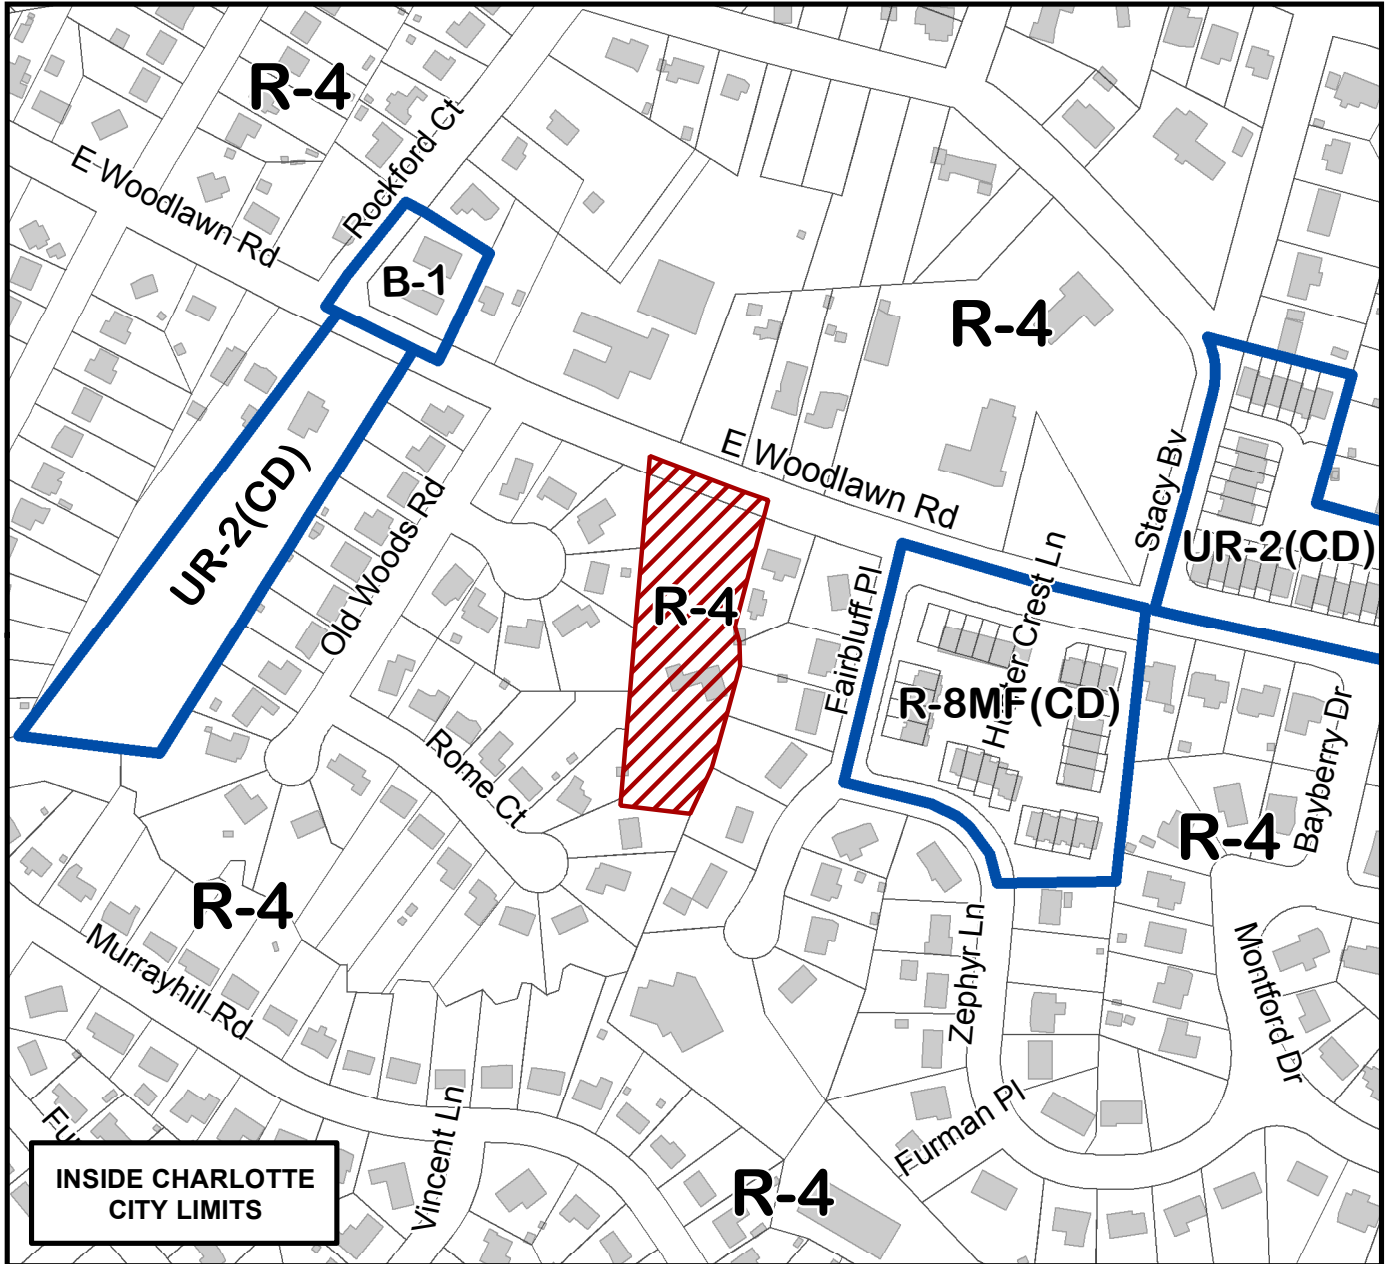 R-4
Rockford Ct
E Woodlawn Rd
B-1
R-4
E Woodlawn Rd
Stacy Bv
UR-2(CD)
UR-2(CD)
Old Woods Rd
R-4
Fairbluff Pl
R-8MF(CD)
Bayberry Dr
Rome Ct
R-4
R-4
Murrayhill Rd
Zephyr Ln
Montford Dr
Furman Pl
Vincent Ln
R-4
INSIDE CHARLOTTE
CITY LIMITS